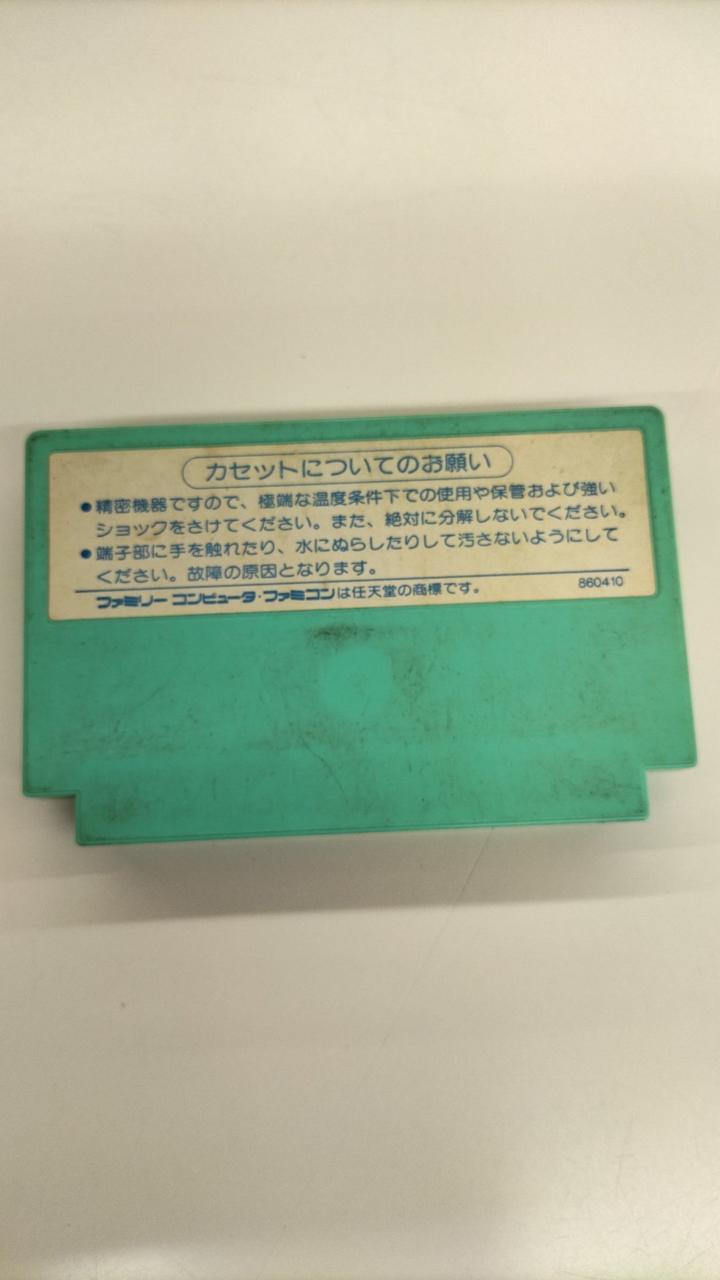 カセットについてのお願い
●精密機器ですので、極端な温度条件下での使用や保管および強い
ショックをさけてください。また、絶対に分解しないでください。
●端子部に手を触れたり、水にぬらしたりして汚さないようにして
ください。故障の原因となります。
ファミリー コンピュータ・ファミコンは任天堂の商標です。 860410